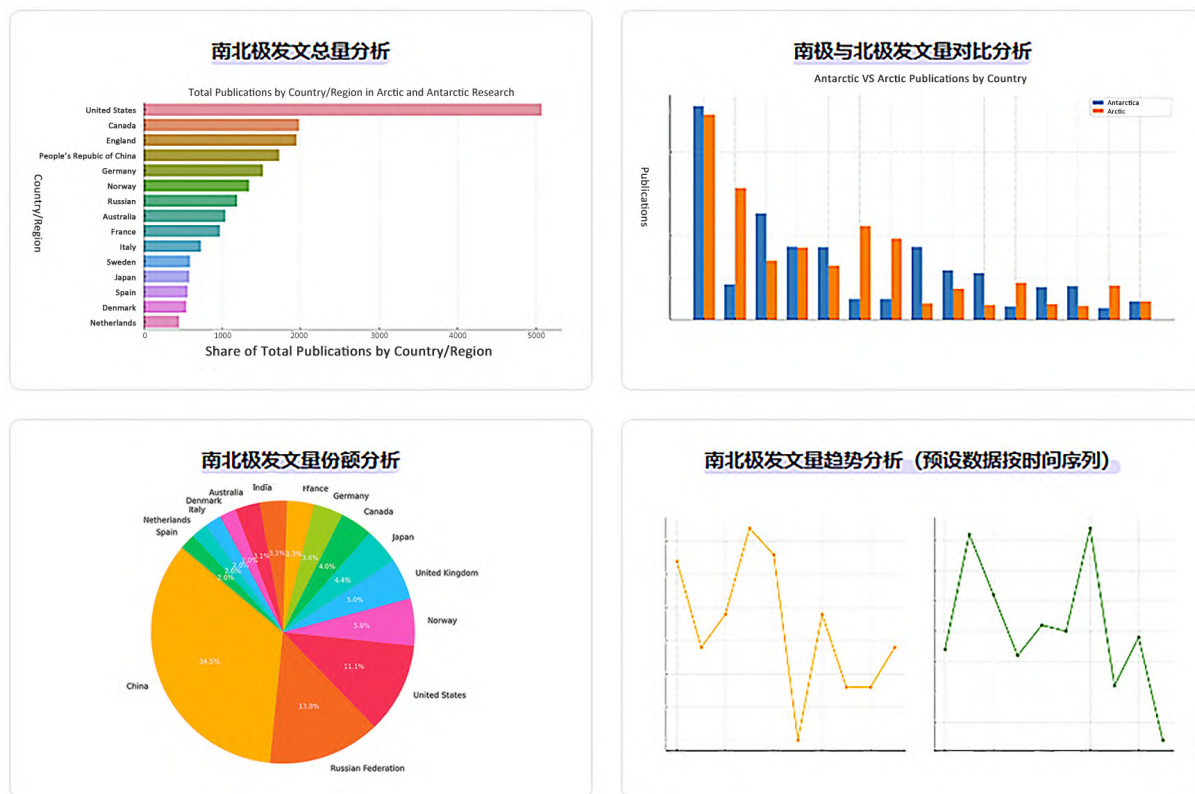 南北极发文总量分析
Total Publications by Country/Region in Arctic and Antarctic Research
United States
Canada
England
People's Repubic of China
Germany
Norway
Russian
Australia
France
Italy
Sweden
Japan
Spain
Denmark
Netherlands
Country/Region
0 1000 2000 3000 4000 5000
Share of Total Publications by Country/Region
南极与北极发文量对比分析
Antarctic VS Arctic Publications by Country
Antarctica
Arctic
Publications
南北极发文量份额分析
India
Australia
Denmark
Italy
Netherlands
Spain
China
Russian Federation
United States
Norway
United Kingdom
Japan
Canada
Germany
3.3%
3.3%
3.6%
4.0%
4.4%
5.0%
5.8%
11.1%
13.8%
34.5%
2.0%
2.0%
2.0%
南北极发文量趋势分析（预设数据按时间序列）